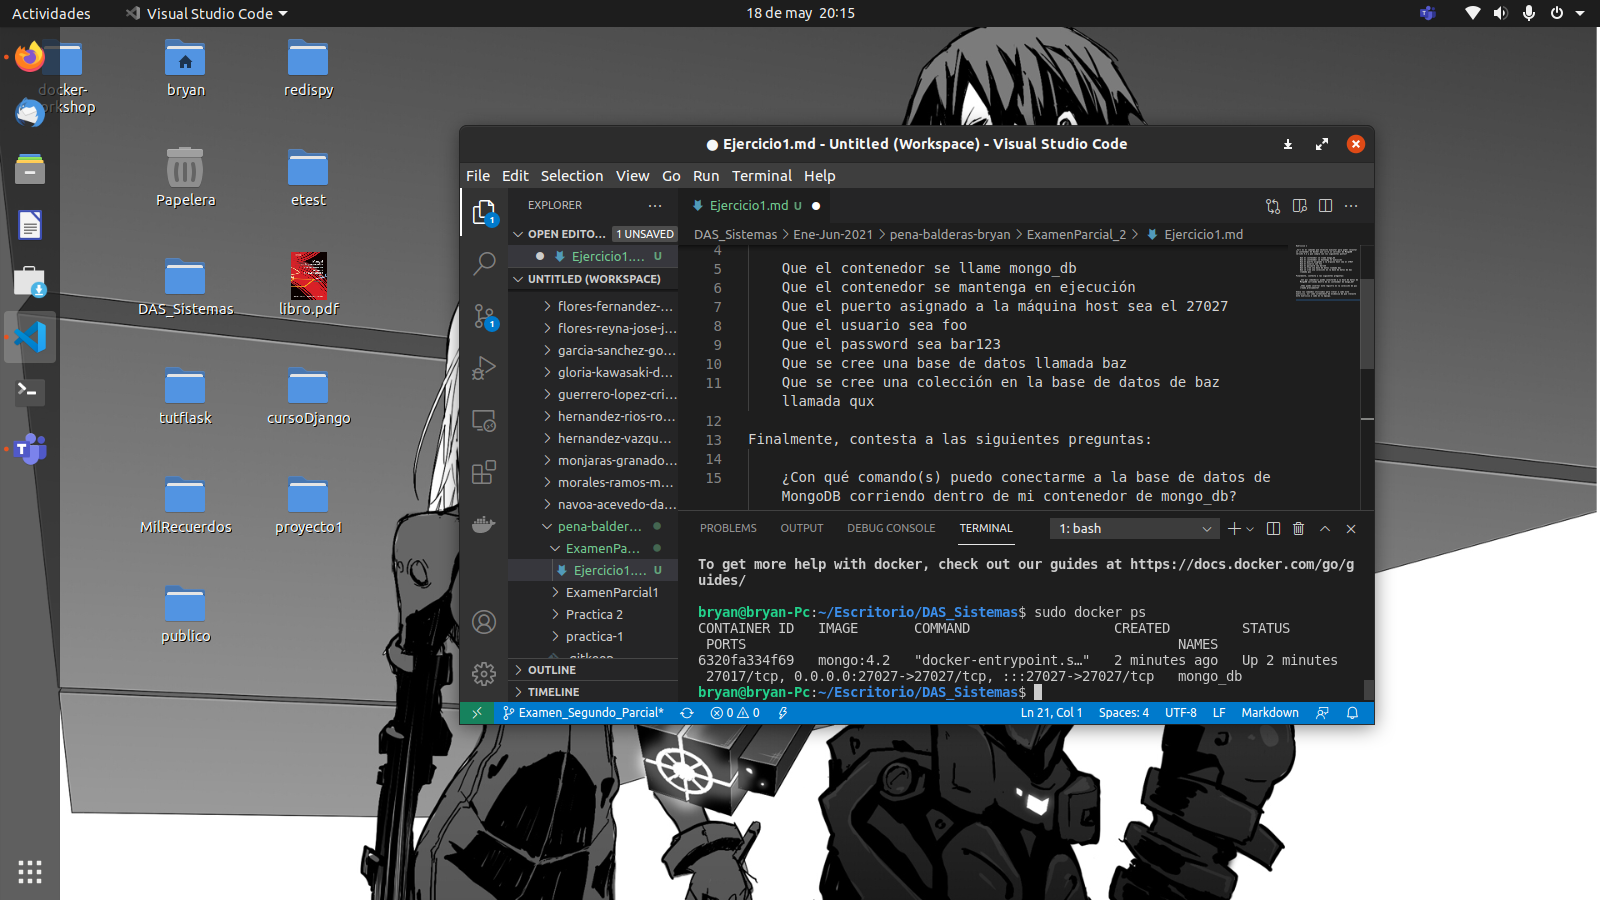 Actividades
Visual Studio Code
18 de may 20:15
docker-
bryan
redispy
Papelera
etest
DAS_Sistemas
libro.pdf
tutflask
cursoDjango
MilRecuerdos
proyecto1
publico
● Ejercicio1.md - Untitled (Workspace) - Visual Studio Code
File Edit Selection View Go Run Terminal Help
EXPLORER
OPEN EDITO... 1 UNSAVED
Ejercicio1.... U
UNTITLED (WORKSPACE)
flores-fernandez-...
flores-reyna-jose-j...
garcia-sanchez-go...
gloria-kawasaki-d...
guerrero-lopez-cri...
hernandez-rios-ro...
hernandez-vazqu...
monjaras-granado...
morales-ramos-m...
navoa-acevedo-da...
pena-balder...
ExamenPa...
Ejercicio1.... U
ExamenParcial1
Practica 2
practica-1
OUTLINE
TIMELINE
1
1
Ejercicio1.md U
DAS_Sistemas > Ene-Jun-2021 > pena-balderas-bryan > ExamenParcial_2 > Ejercicio1.md
4
5 Que el contenedor se llame mongo_db
6 Que el contenedor se mantenga en ejecución
7 Que el puerto asignado a la máquina host sea el 27027
8 Que el usuario sea foo
9 Que el password sea bar123
10 Que se cree una base de datos llamada baz
11 Que se cree una colección en la base de datos de baz
llamada qux
12
13 Finalmente, contesta a las siguientes preguntas:
14
15 ¿Con qué comando(s) puedo conectarme a la base de datos de
MongoDB corriendo dentro de mi contenedor de mongo_db?
PROBLEMS OUTPUT DEBUG CONSOLE TERMINAL 1: bash
To get more help with docker, check out our guides at https://docs.docker.com/go/g
uides/
bryan@bryan-Pc:~/Escritorio/DAS_Sistemas$ sudo docker ps
CONTAINER ID IMAGE COMMAND CREATED STATUS
PORTS NAMES
6320fa334f69 mongo:4.2 "docker-entrypoint.s…" 2 minutes ago Up 2 minutes
27017/tcp, 0.0.0.0:27027->27027/tcp, :::27027->27027/tcp mongo_db
bryan@bryan-Pc:~/Escritorio/DAS_Sistemas$
Examen_Segundo_Parcial* 0 0 Ln 21, Col 1 Spaces: 4 UTF-8 LF Markdown